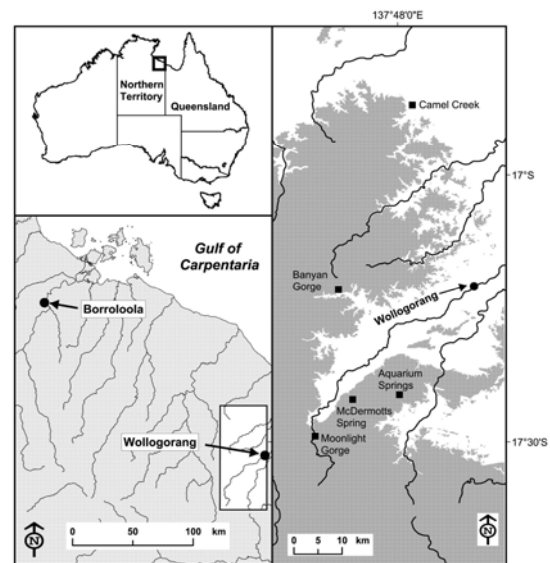 137°48'0"E
Northern
Territory
Queensland
Camel Creek
17°S
Gulf of
Carpentaria
Borroloola
Banyan
Gorge
Wollogorang
Aquarium
Springs
McDermotts
Spring
Moonlight
Gorge
Wollogorang
17°30'S
N
0 50 100 km
0 5 10 km
N